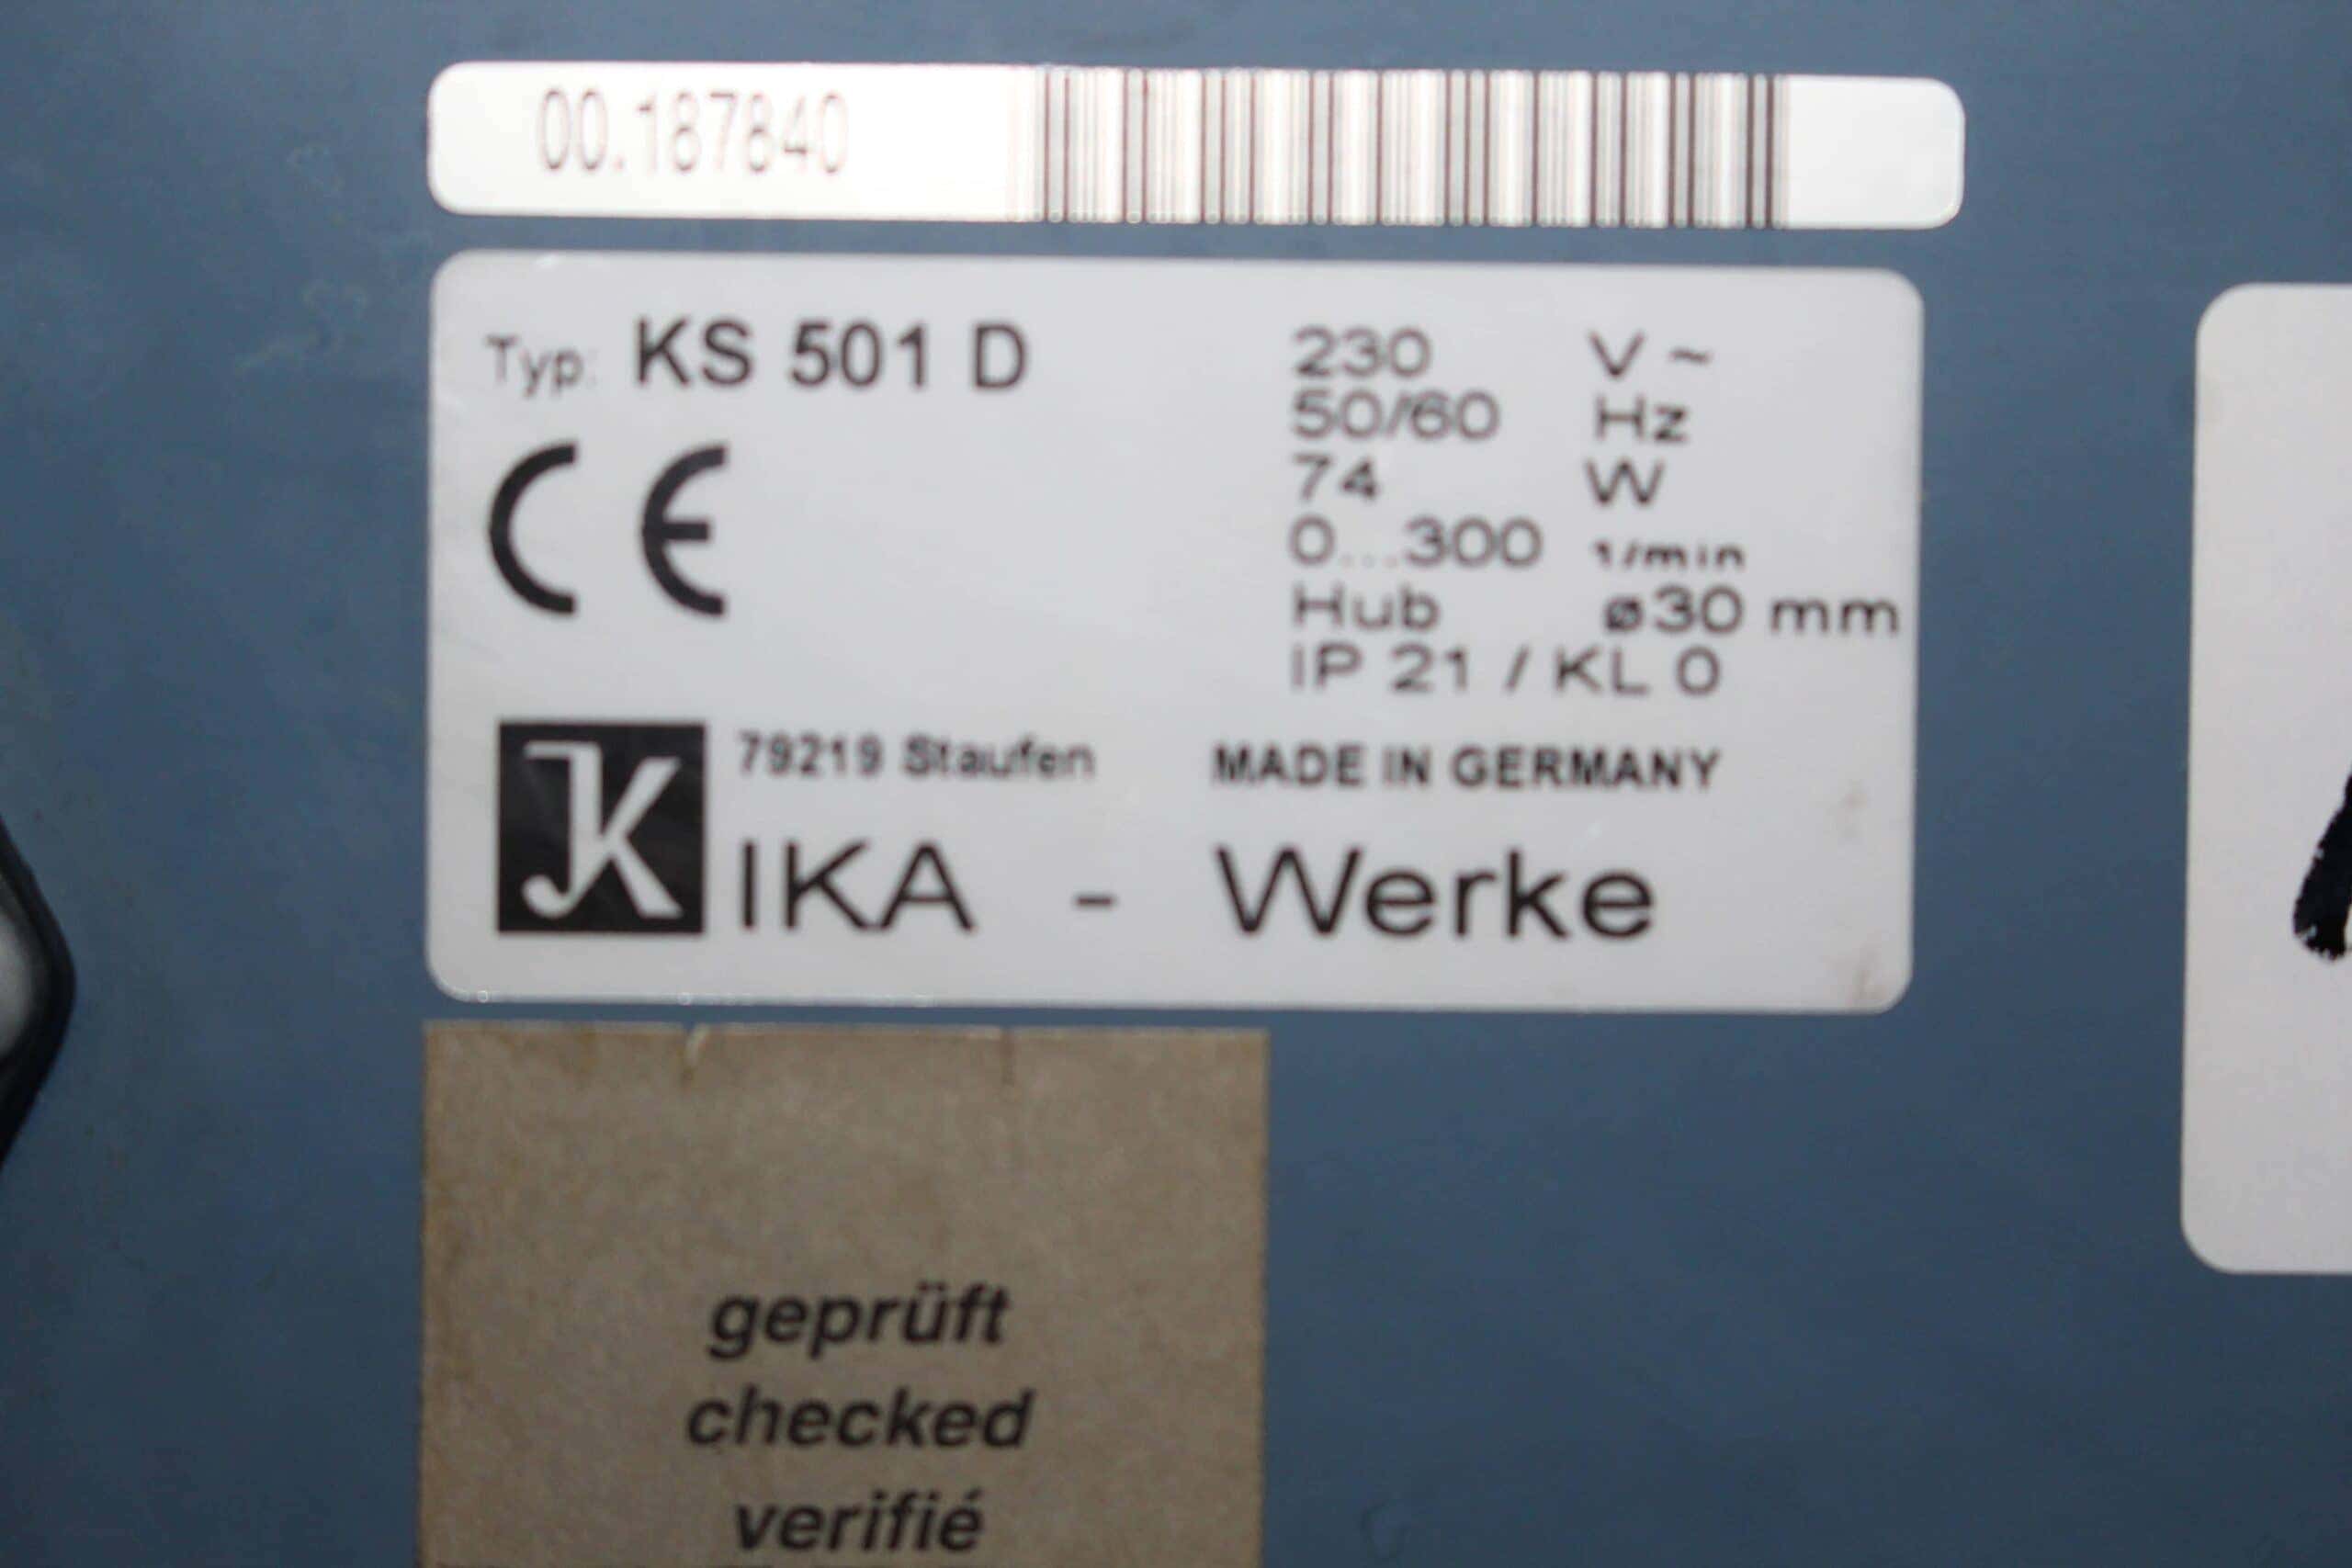 00.187840
Typ: KS 501 D
230 V ~
50/60 Hz
74 W
0...300 1/min
Hub ø30 mm
IP 21 / KL 0
CE
79219 Staufen MADE IN GERMANY
IKA - Werke
geprüft
checked
verifié